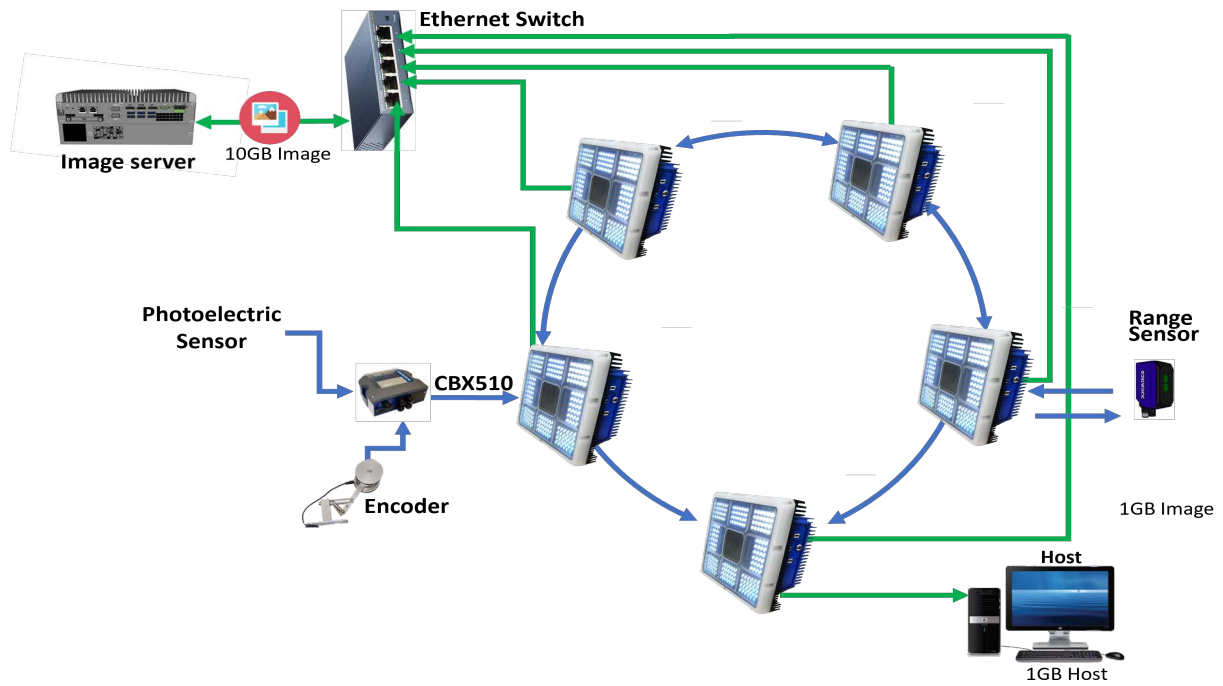 Ethernet Switch
Image server
10GB Image
Photoelectric
Sensor
CBX510
Encoder
Range
Sensor
1GB Image
Host
1GB Host